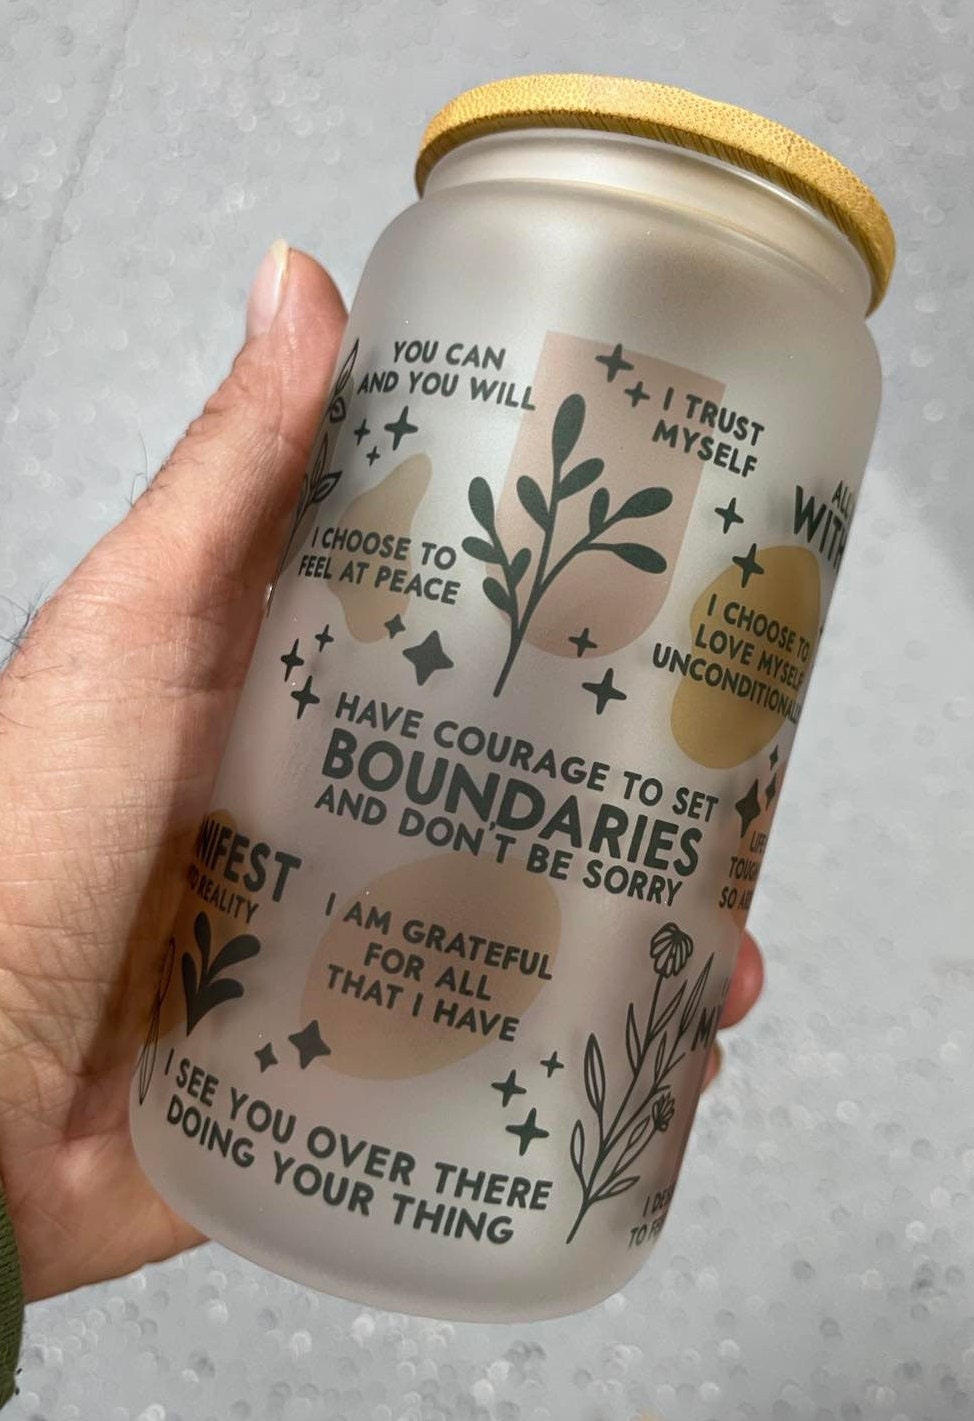 YOU CAN
AND YOU WILL
I TRUST
MYSELF
I CHOOSE TO
FEEL AT PEACE
I CHOOSE TO
LOVE MYSELF
HAVE COURAGE TO SET
BOUNDARIES
AND DON'T BE SORRY
REALITY
I AM GRATEFUL
FOR ALL
THAT I HAVE
I SEE YOU OVER THERE
DOING YOUR THING